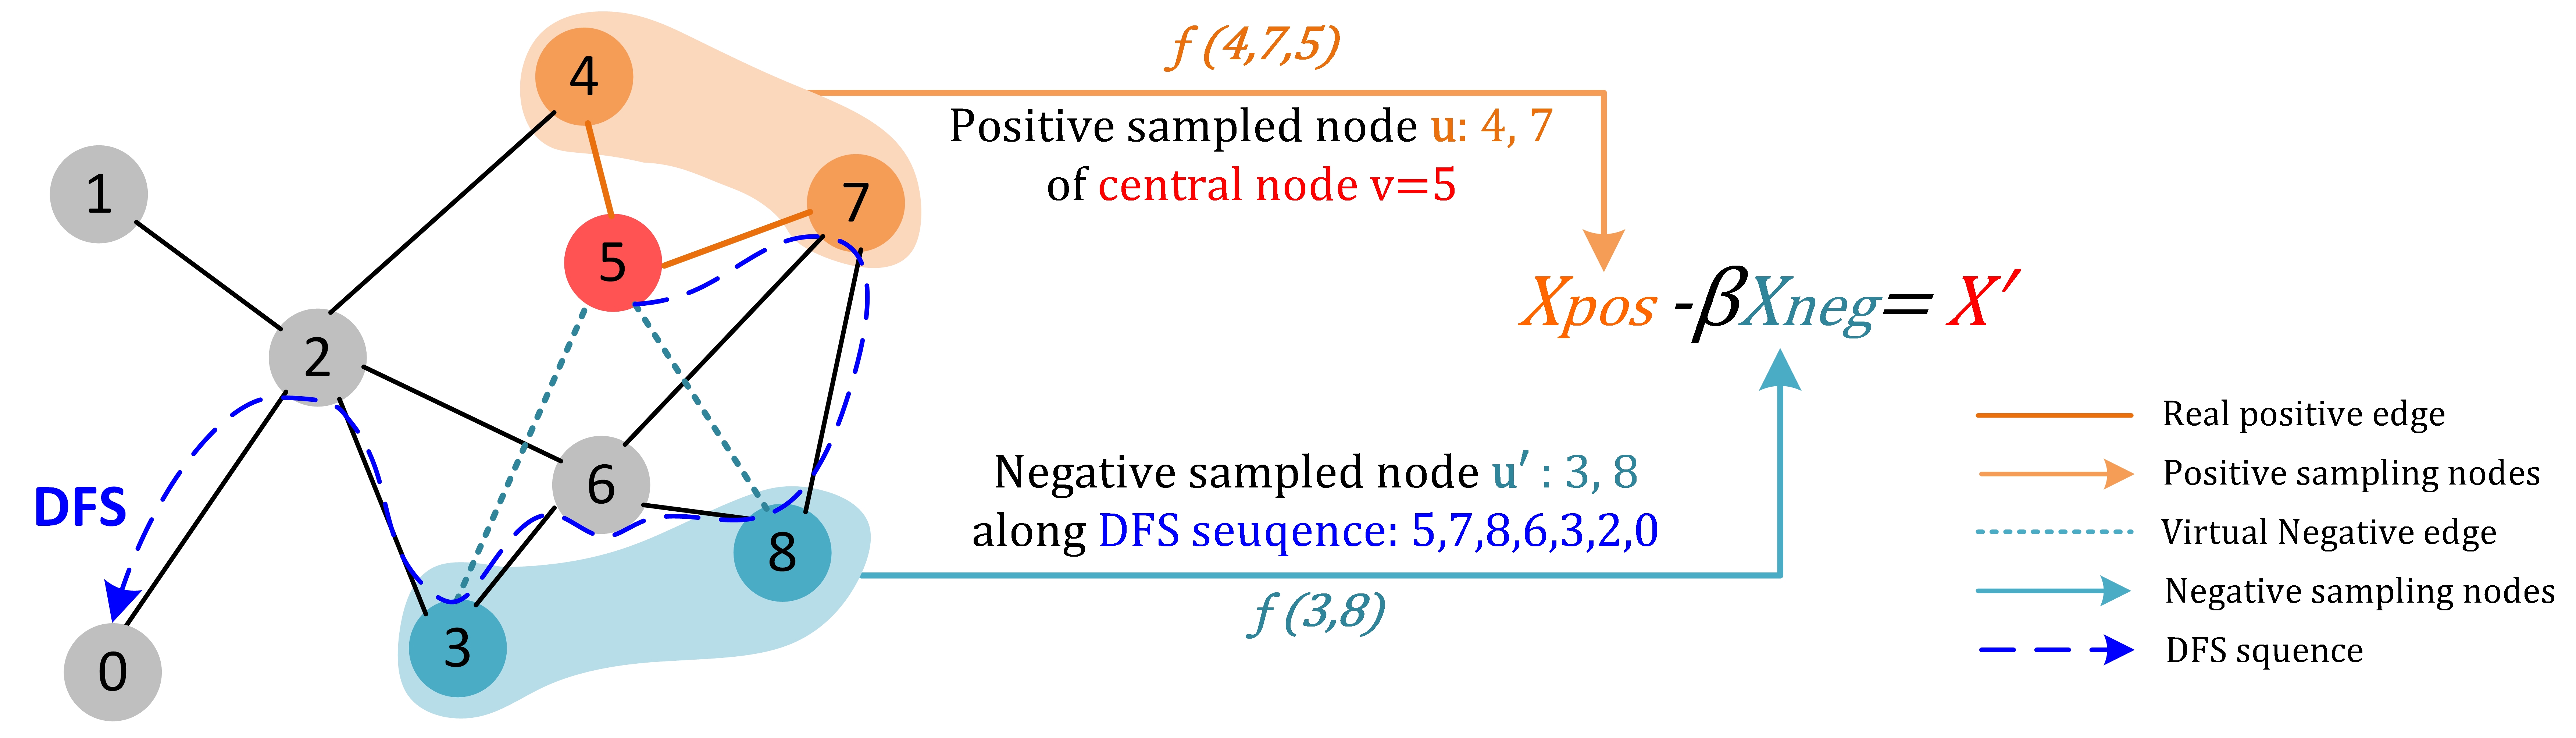 4
f (4,7,5)
Positive sampled node u: 4, 7
of central node v=5
1
7
5
Xpos -βXneg= X′
2
DFS
6
Negative sampled node u′ : 3, 8
along DFS seuqence: 5,7,8,6,3,2,0
8
f (3,8)
3
0
Real positive edge
Positive sampling nodes
Virtual Negative edge
Negative sampling nodes
DFS squence